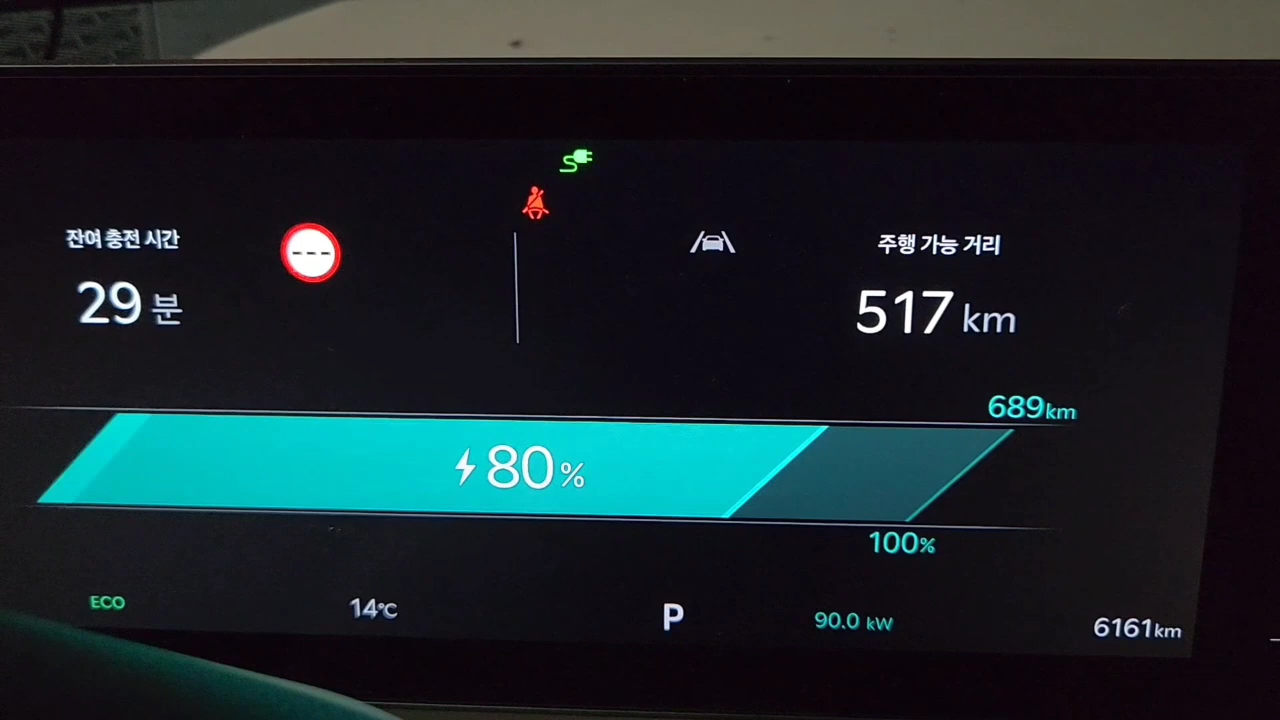 잔여 충전 시간
29 분
주행 가능 거리
517 km
689km
80%
100%
ECO
14℃
P
90.0 kW
6161km